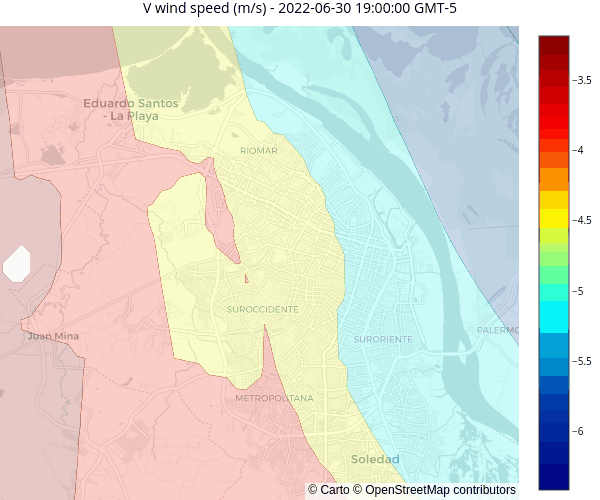 V wind speed (m/s) - 2022-06-30 19:00:00 GMT-5
Eduardo Santos
- La Playa
RIOMAR
SUROCCIDENTE
Juan Mina
SURORIENTE
PALERMO
METROPOLITANA
Soledad
© Carto © OpenStreetMap contributors
−3.5
−4
−4.5
−5
−5.5
−6